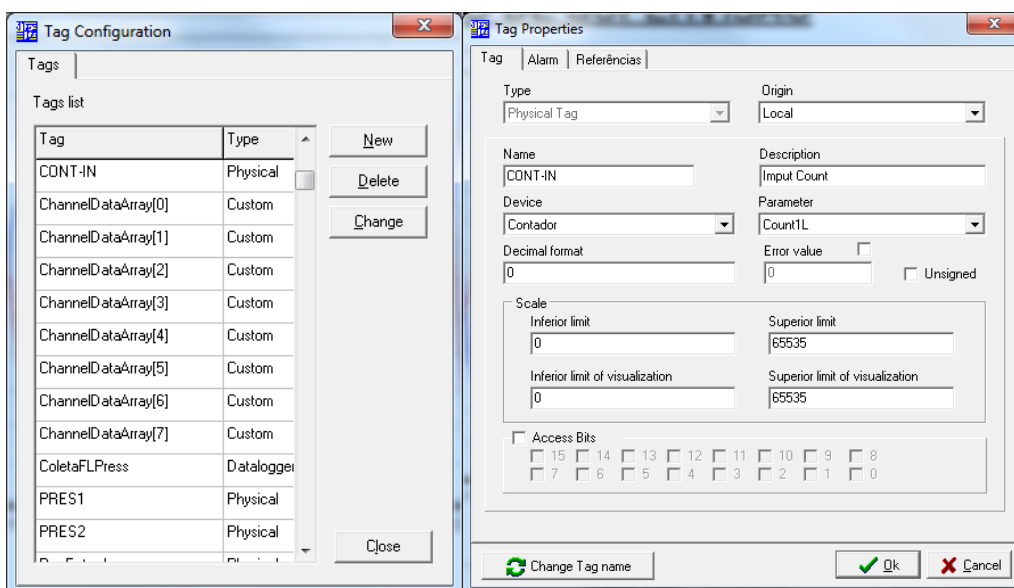 Tag Configuration
Tags
Tags list
Tag Type
CONT-IN Physical
ChannelDataArray[0] Custom
ChannelDataArray[1] Custom
ChannelDataArray[2] Custom
ChannelDataArray[3] Custom
ChannelDataArray[4] Custom
ChannelDataArray[5] Custom
ChannelDataArray[6] Custom
ChannelDataArray[7] Custom
ColetaFLPress Datalogger
PRES1 Physical
PRES2 Physical
New
Delete
Change
Close
Tag Properties
Tag Alarm Referências
Type Origin
Physical Tag Local
Name Description
CONT-IN Imput Count
Device Parameter
Contador Count1L
Decimal format Error value
0 0 Unsigned
Scale
Inferior limit Superior limit
0 65535
Inferior limit of visualization Superior limit of visualization
0 65535
Access Bits
15 14 13 12 11 10 9 8
7 6 5 4 3 2 1 0
Change Tag name Ok Cancel